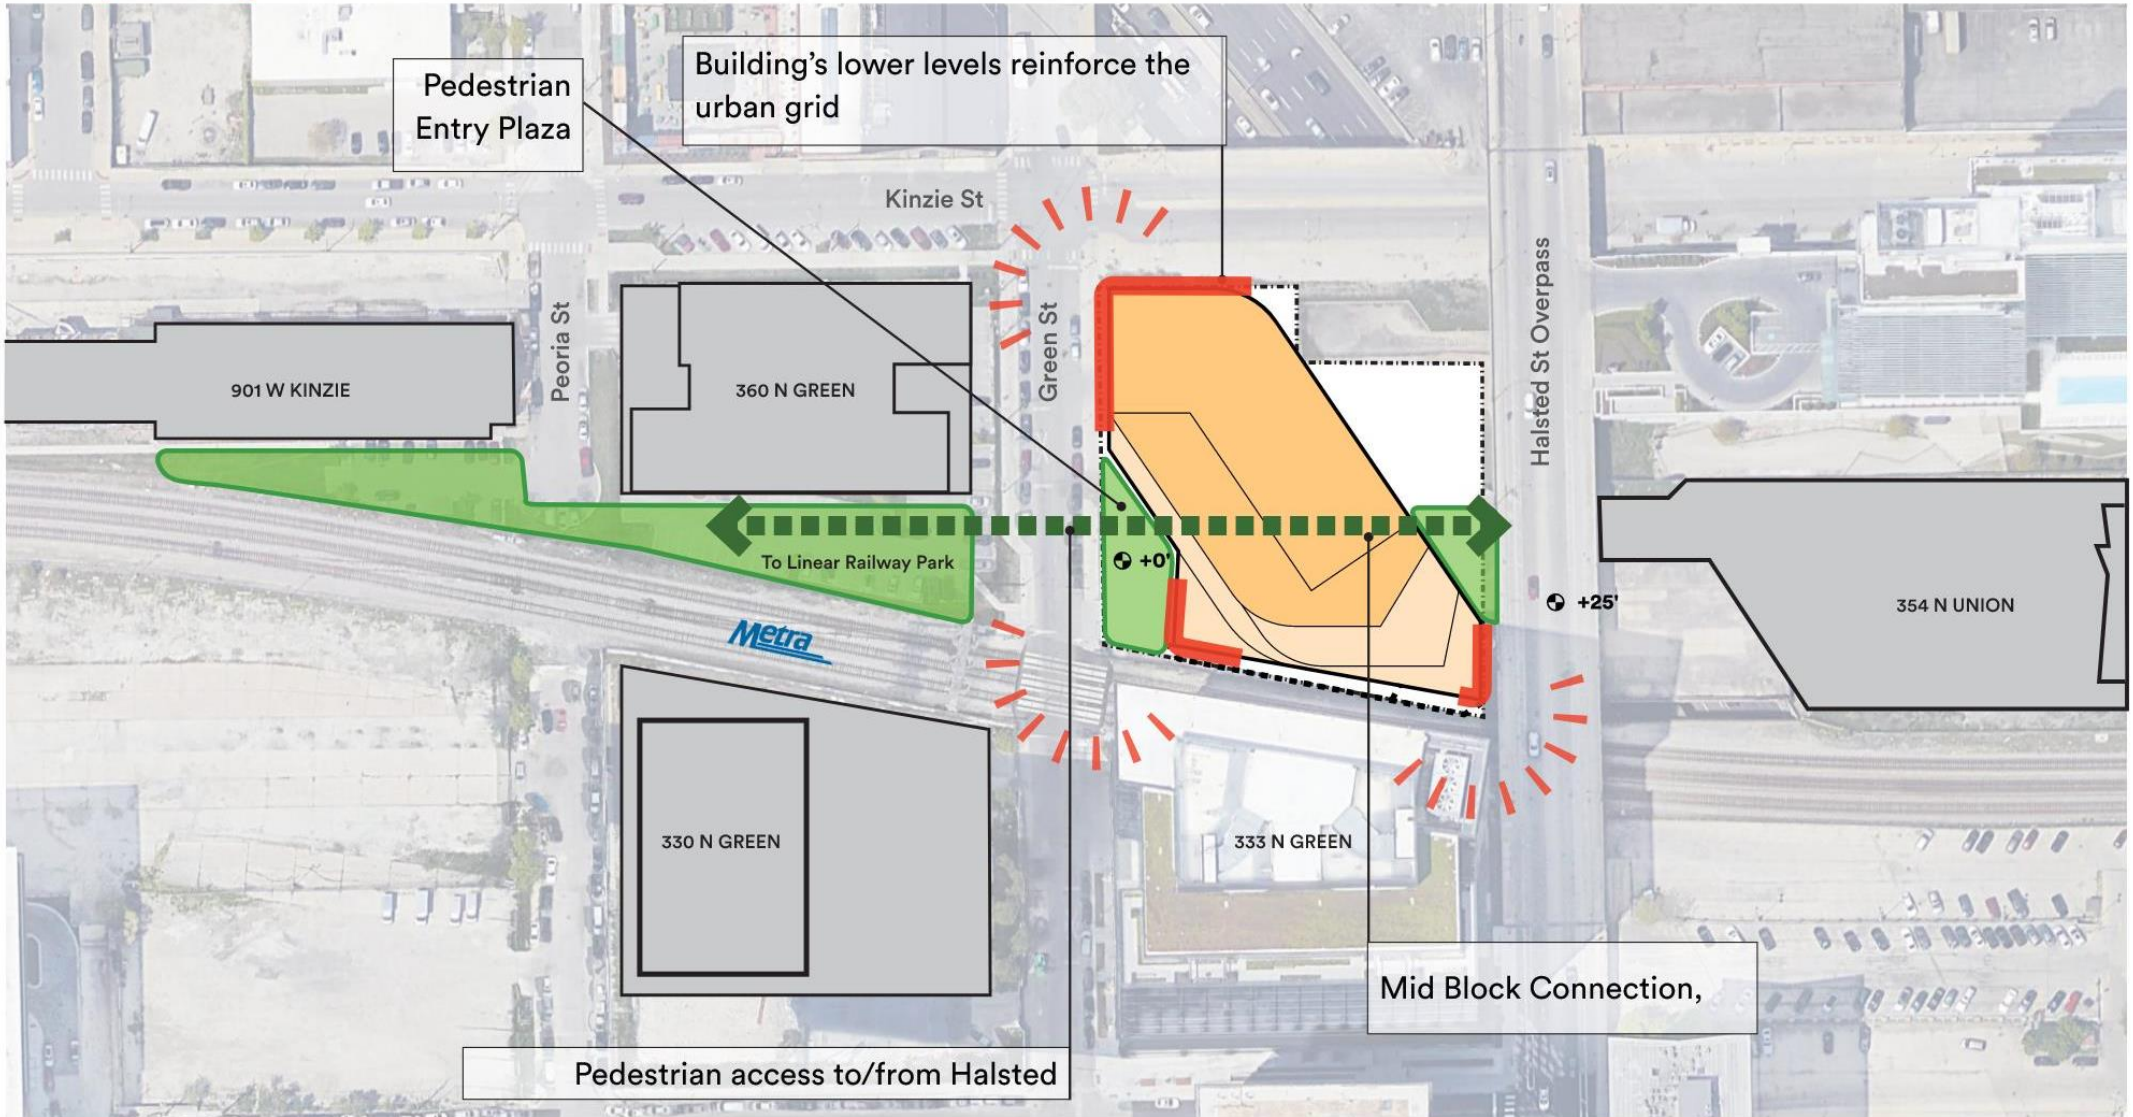 Pedestrian
Entry Plaza
Building's lower levels reinforce the
urban grid
Kinzie St
Peoria St
Green St
Halsted St Overpass
901 W KINZIE
360 N GREEN
To Linear Railway Park
+0'
+25'
354 N UNION
Metra
330 N GREEN
333 N GREEN
Mid Block Connection,
Pedestrian access to/from Halsted